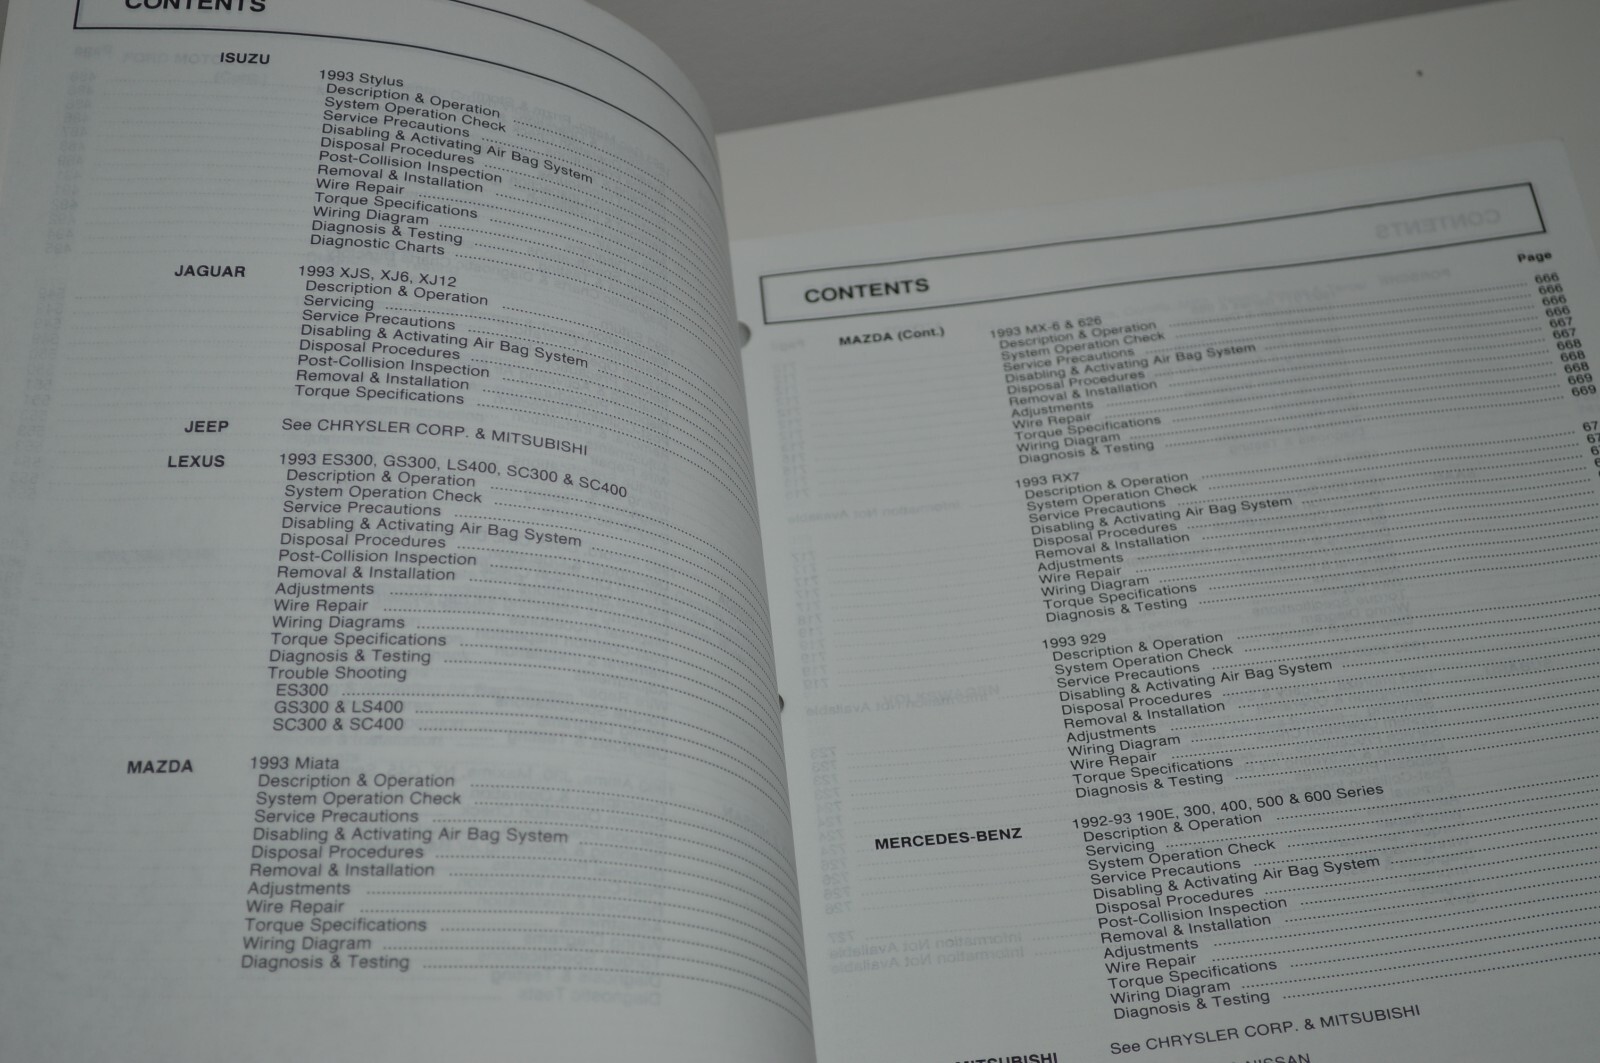 CONTENTS
ISUZU
1993 Stylus
Description & Operation
System Operation Check
Service Precautions
Disabling & Activating Air Bag System
Disposal Procedures
Post-Collision Inspection
Removal & Installation
Wire Repair
Torque Specifications
Wiring Diagram
Diagnosis & Testing
Diagnostic Charts
JAGUAR
1993 XJS, XJ6, XJ12
Description & Operation
Servicing
Service Precautions
Disabling & Activating Air Bag System
Disposal Procedures
Post-Collision Inspection
Removal & Installation
Torque Specifications
JEEP
See CHRYSLER CORP. & MITSUBISHI
LEXUS
1993 ES300, GS300, LS400, SC300 & SC400
Description & Operation
System Operation Check
Service Precautions
Disabling & Activating Air Bag System
Disposal Procedures
Post-Collision Inspection
Removal & Installation
Adjustments
Wire Repair
Wiring Diagrams
Torque Specifications
Diagnosis & Testing
Trouble Shooting
ES300
GS300 & LS400
SC300 & SC400
MAZDA
1993 Miata
Description & Operation
System Operation Check
Service Precautions
Disabling & Activating Air Bag System
Disposal Procedures
Removal & Installation
Adjustments
Wire Repair
Torque Specifications
Wiring Diagram
Diagnosis & Testing
CONTENTS
Page
MAZDA (Cont.)
1993 MX-6 & 626
Description & Operation 666
System Operation Check 666
Service Precautions 666
Disabling & Activating Air Bag System 667
Disposal Procedures 667
Removal & Installation 668
Adjustments 668
Wire Repair 668
Torque Specifications 669
Wiring Diagram 669
Diagnosis & Testing
1993 RX7
Description & Operation
System Operation Check
Service Precautions
Disabling & Activating Air Bag System
Disposal Procedures
Removal & Installation
Adjustments
Wire Repair
Wiring Diagram
Torque Specifications
Diagnosis & Testing
1993 929
Description & Operation
System Operation Check
Service Precautions
Disabling & Activating Air Bag System
Disposal Procedures
Removal & Installation
Adjustments
Wiring Diagram
Wire Repair
Torque Specifications
Diagnosis & Testing
MERCEDES-BENZ
1992-93 190E, 300, 400, 500 & 600 Series
Description & Operation
Servicing
System Operation Check
Service Precautions
Disabling & Activating Air Bag System
Disposal Procedures
Post-Collision Inspection
Removal & Installation
Adjustments
Wire Repair
Torque Specifications
Wiring Diagram
Diagnosis & Testing
MITSUBISHI
See CHRYSLER CORP. & MITSUBISHI
NISSAN